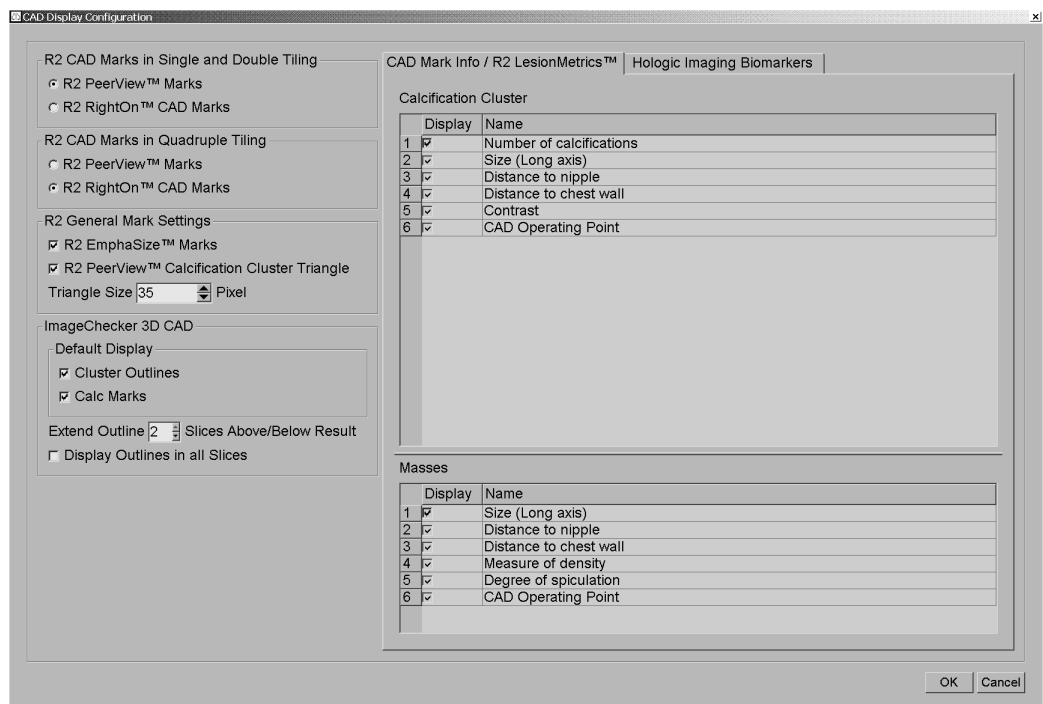 CAD Display Configuration
R2 CAD Marks in Single and Double Tiling
R2 PeerView™ Marks
R2 RightOn™ CAD Marks
R2 CAD Marks in Quadruple Tiling
R2 PeerView™ Marks
R2 RightOn™ CAD Marks
R2 General Mark Settings
R2 EmphaSize™ Marks
R2 PeerView™ Calcification Cluster Triangle
Triangle Size 35 Pixel
ImageChecker 3D CAD
Default Display
Cluster Outlines
Calc Marks
Extend Outline 2 Slices Above/Below Result
Display Outlines in all Slices
CAD Mark Info / R2 LesionMetrics™ Hologic Imaging Biomarkers
Calcification Cluster
Display Name
1 Number of calcifications
2 Size (Long axis)
3 Distance to nipple
4 Distance to chest wall
5 Contrast
6 CAD Operating Point
Masses
Display Name
1 Size (Long axis)
2 Distance to nipple
3 Distance to chest wall
4 Measure of density
5 Degree of spiculation
6 CAD Operating Point
OK Cancel